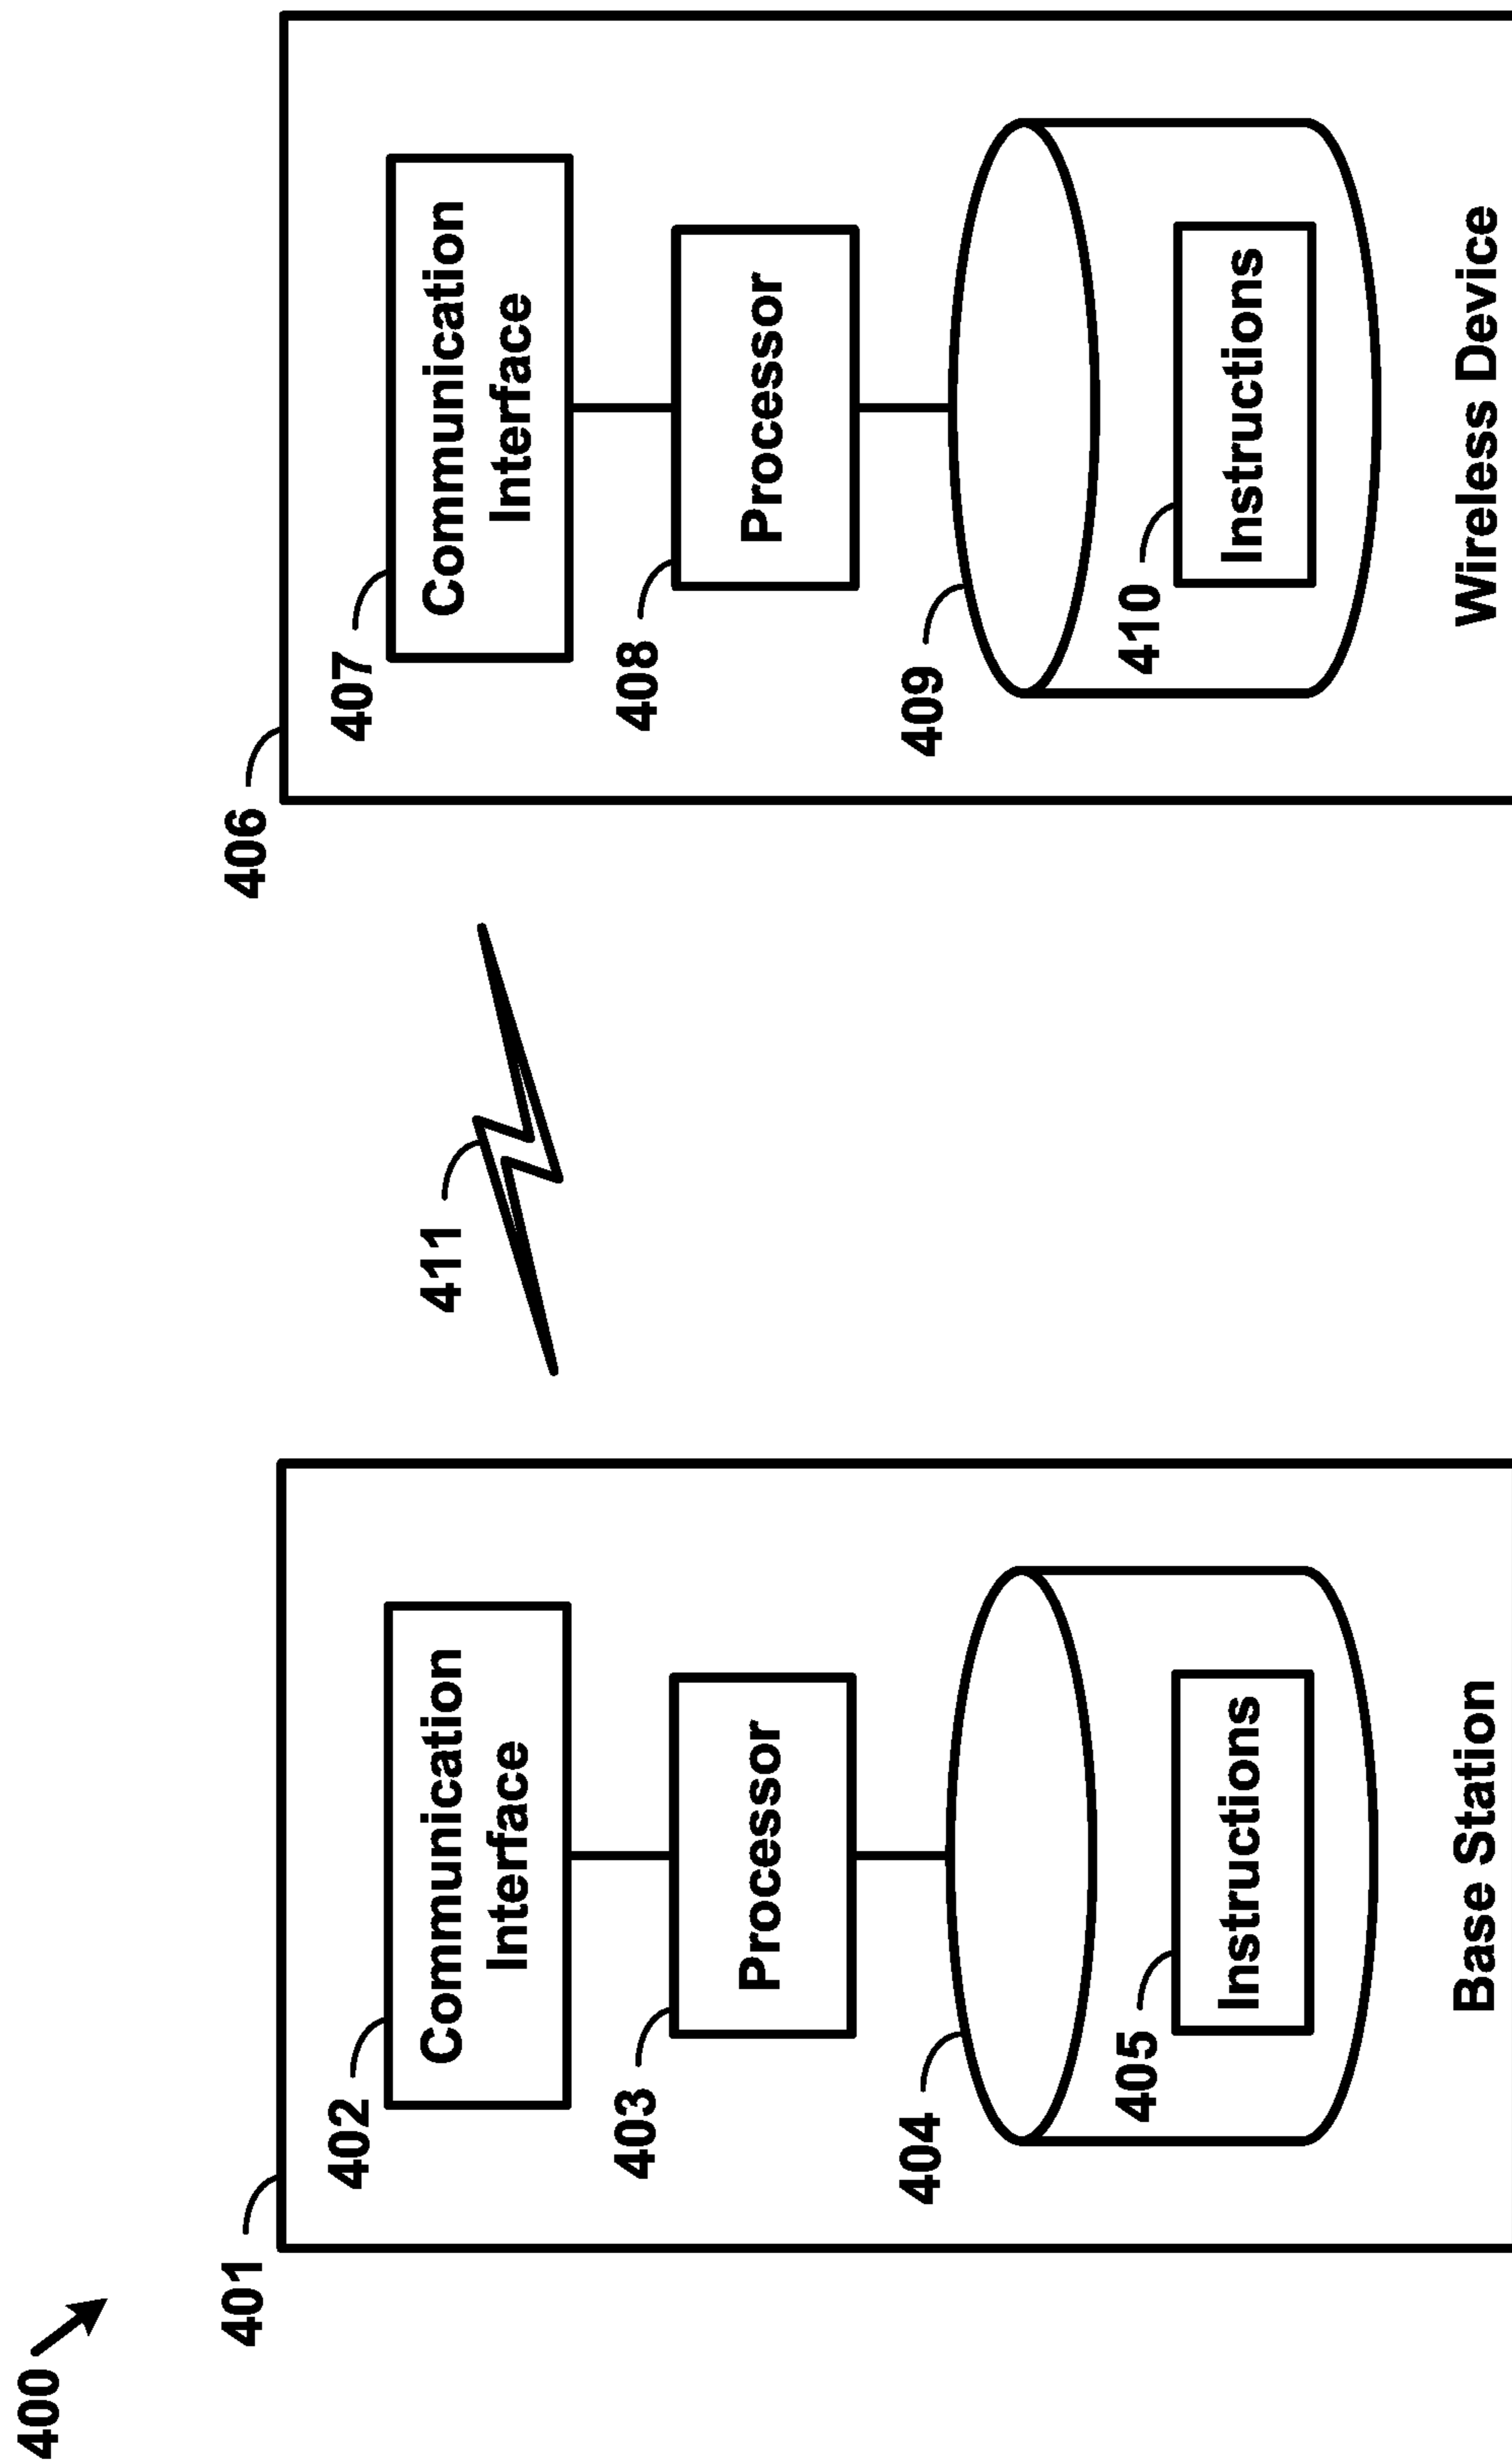 400
401
402
Communication
Interface
403
Processor
404
405
Instructions
Base Station
411
406
407
Communication
Interface
408
Processor
409
410
Instructions
Wireless Device